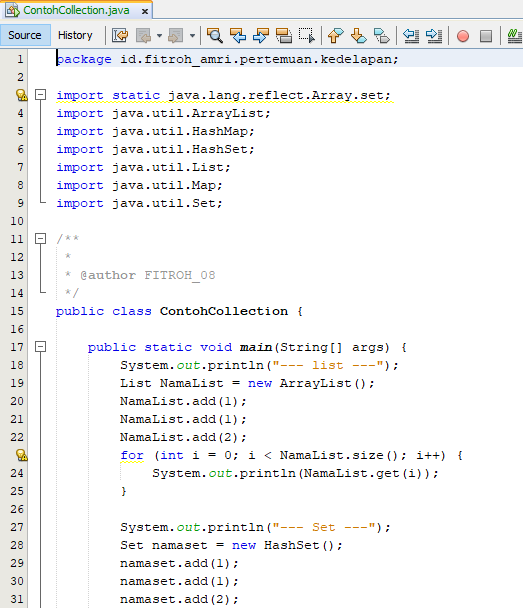 ContohCollection.java
Source History
1 package id.fitroh_amri.pertemuan.kedelapan;
2
import static java.lang.reflect.Array.set;
4 import java.util.ArrayList;
5 import java.util.HashMap;
6 import java.util.HashSet;
7 import java.util.List;
8 import java.util.Map;
9 import java.util.Set;
10
11 /**
12 *
13 * @author FITROH_08
14 */
15 public class ContohCollection {
16
17 public static void main(String[] args) {
18 System.out.println("--- list ---");
19 List NamaList = new ArrayList();
20 NamaList.add(1);
21 NamaList.add(1);
22 NamaList.add(2);
for (int i = 0; i < NamaList.size(); i++) {
24 System.out.println(NamaList.get(i));
25 }
26
27 System.out.println("--- Set ---");
28 Set namaset = new HashSet();
29 namaset.add(1);
30 namaset.add(1);
31 namaset.add(2);